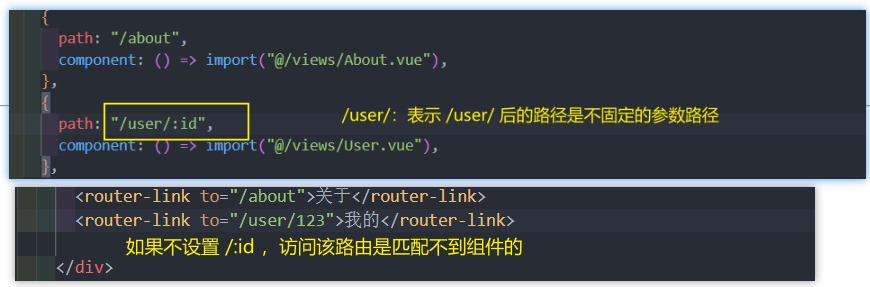 {
path: "/about",
component: () => import("@/views/About.vue"),
},
{
path: "/user/:id",
/user/：表示 /user/ 后的路径是不固定的参数路径
component: () => import("@/views/User.vue"),
},
<router-link to="/about">关于</router-link>
<router-link to="/user/123">我的</router-link>
如果不设置 /:id ，访问该路由是匹配不到组件的
</div>